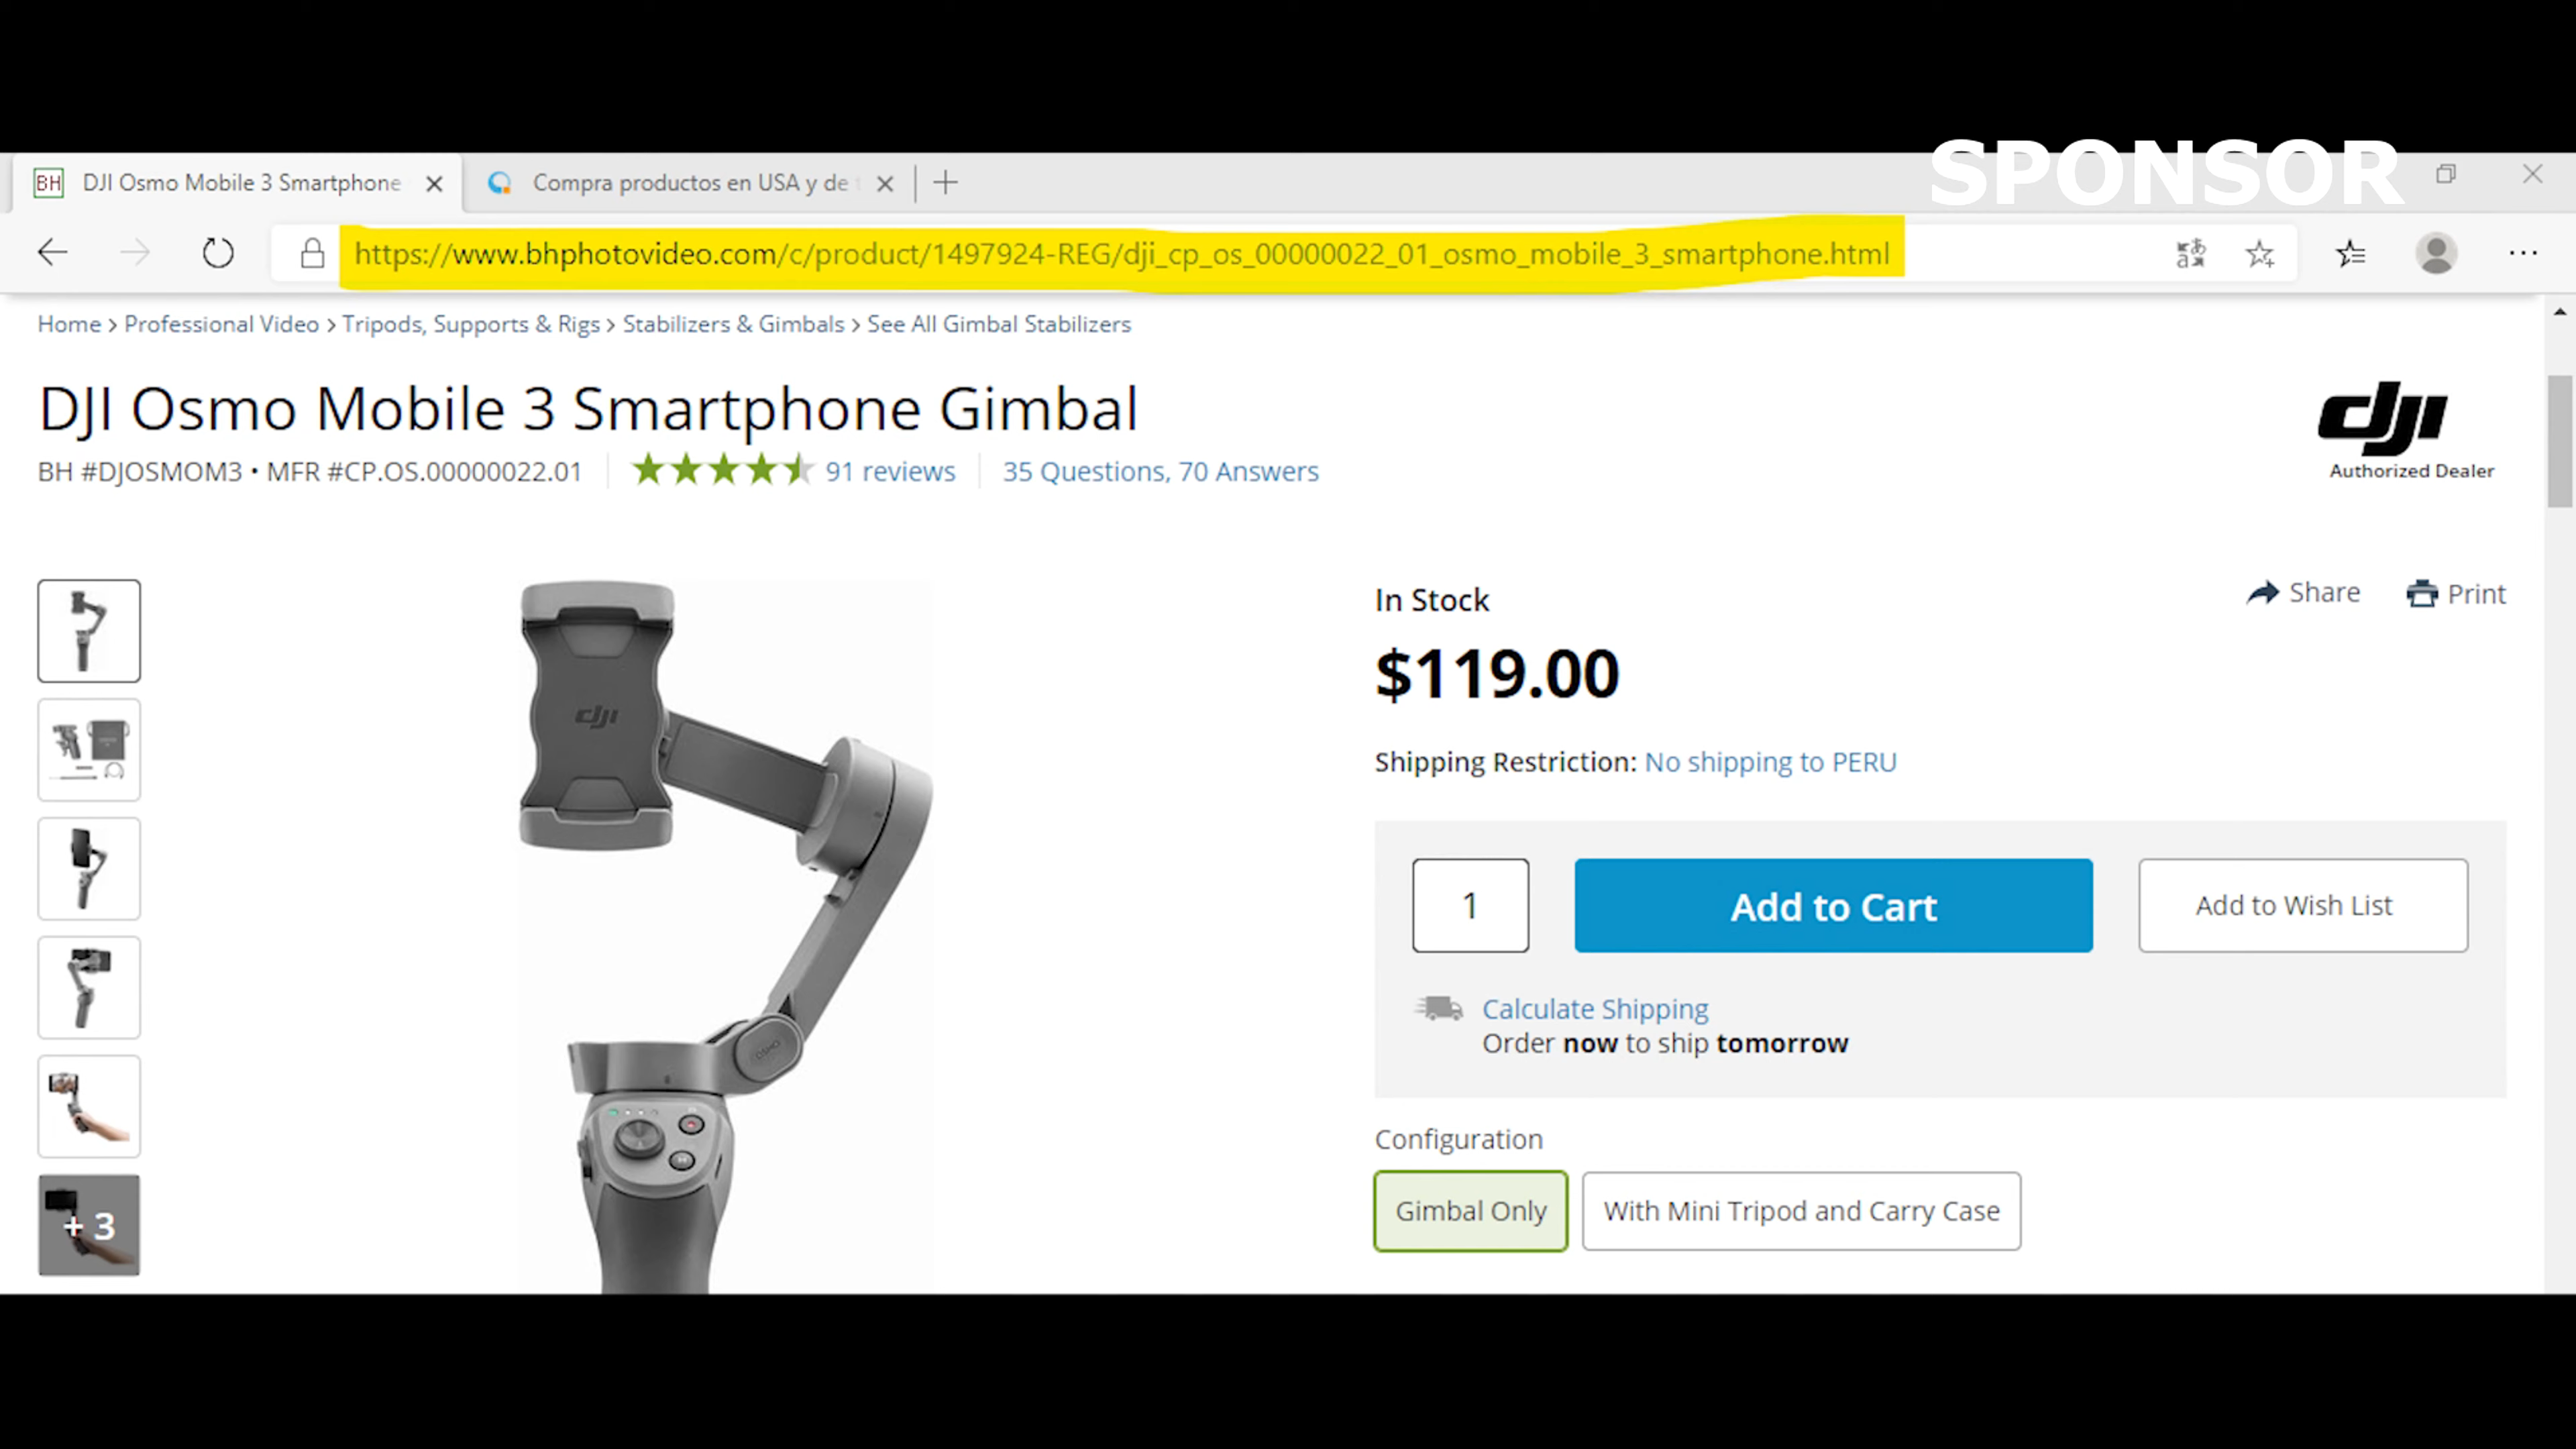 SPONSOR
BH DJI Osmo Mobile 3 Smartphone
Compra productos en USA y de
https://www.bhphotovideo.com/c/product/1497924-REG/dji_cp_os_00000022_01_osmo_mobile_3_smartphone.html
Home > Professional Video > Tripods, Supports & Rigs > Stabilizers & Gimbals > See All Gimbal Stabilizers
DJI Osmo Mobile 3 Smartphone Gimbal
dji
Authorized Dealer
BH #DJOSMOM3 • MFR #CP.OS.00000022.01
91 reviews
35 Questions, 70 Answers
In Stock
Share
Print
$119.00
Shipping Restriction: No shipping to PERU
1
Add to Cart
Add to Wish List
Calculate Shipping
Order now to ship tomorrow
Configuration
Gimbal Only
With Mini Tripod and Carry Case
dji
OSMO
+ 3